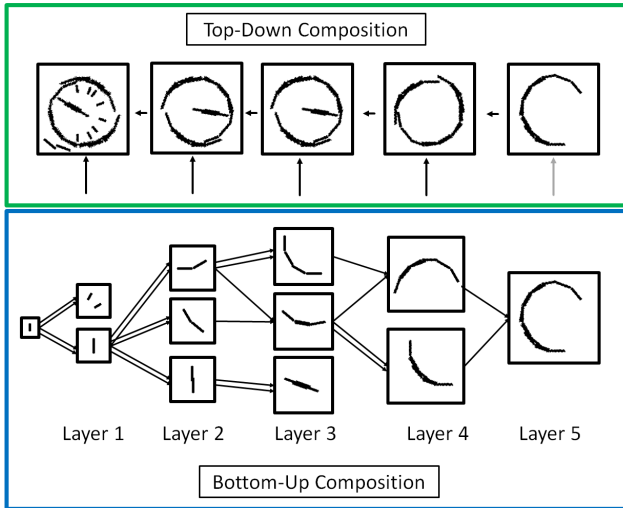 Top-Down Composition
Layer 1
Layer 2
Layer 3
Layer 4
Layer 5
Bottom-Up Composition